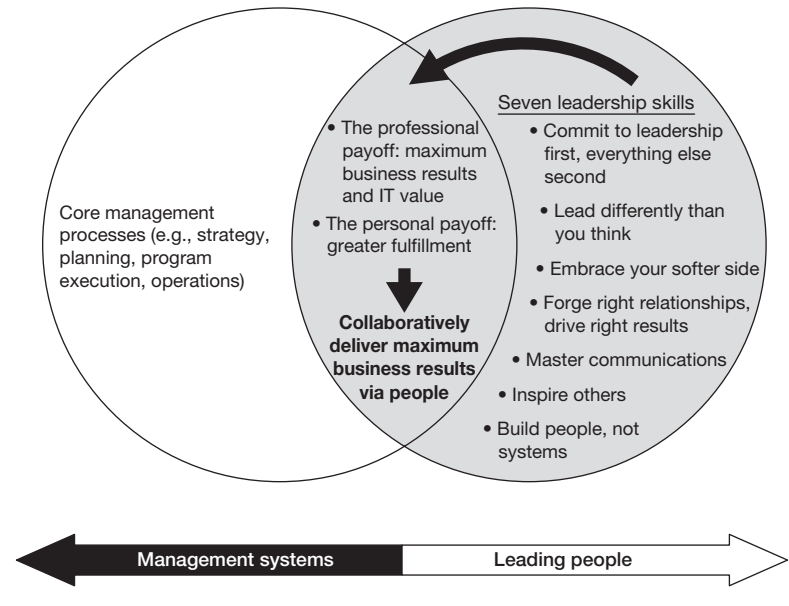 Core management
processes (e.g., strategy,
planning, program
execution, operations)
• The professional
payoff: maximum
business results
and IT value
• The personal payoff:
greater fulfillment
Collaboratively
deliver maximum
business results
via people
Seven leadership skills
• Commit to leadership
first, everything else
second
• Lead differently than
you think
• Embrace your softer side
• Forge right relationships,
drive right results
• Master communications
• Inspire others
• Build people, not
systems
Management systems
Leading people